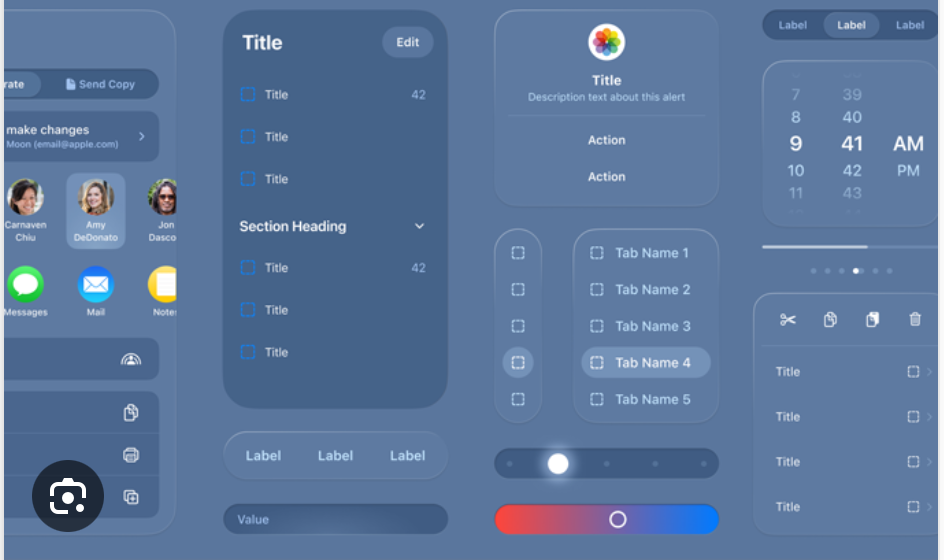 rate
Send Copy
make changes
Moon (email@apple.com)
Carnaven
Chiu
Amy
DeDonato
Jon
Dasco
Messages
Mail
Notes
Title
Edit
Title
42
Title
Title
Section Heading
Title
42
Title
Title
Label
Label
Label
Value
Title
Description text about this alert
Action
Action
Tab Name 1
Tab Name 2
Tab Name 3
Tab Name 4
Tab Name 5
Label
Label
Label
7 39
8 40
9 41 AM
10 42 PM
11 43
Title
Title
Title
Title